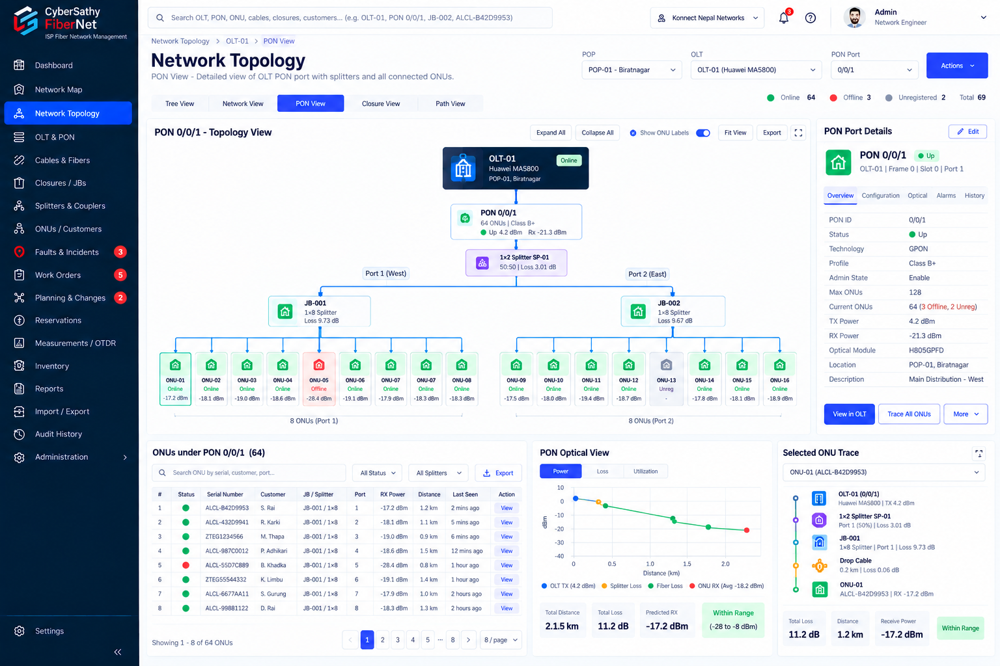 CyberSathy
FiberNet
ISP Fiber Network Management
Dashboard
Network Map
Network Topology
OLT & PON
Cables & Fibers
Closures / JBs
Splitters & Couplers
ONUs / Customers
Faults & Incidents 3
Work Orders 5
Planning & Changes 2
Reservations
Measurements / OTDR
Inventory
Reports
Import / Export
Audit History
Administration
Settings
Search OLT, PON, ONU, cables, closures, customers... (e.g. OLT-01, PON 0/0/1, JB-002, ALCL-B42D9953)
Konnect Nepal Networks
3
Admin
Network Engineer
Network Topology > OLT-01 > PON View
Network Topology
PON View - Detailed view of OLT PON port with splitters and all connected ONUs.
POP
POP-01 - Biratnagar
OLT
OLT-01 (Huawei MA5800)
PON Port
0/0/1
Actions
Tree View Network View PON View Closure View Path View
Online 64 Offline 3 Unregistered 2 Total 69
PON 0/0/1 - Topology View
Expand All Collapse All Show ONU Labels Fit View Export
OLT-01
Huawei MA5800
POP-01, Biratnagar
Online
PON 0/0/1
64 ONUs | Class B+
Up 4.2 dBm Rx -21.3 dBm
1×2 Splitter SP-01
50:50 | Loss 3.01 dB
Port 1 (West)
Port 2 (East)
JB-001
1×8 Splitter
Loss 9.73 dB
JB-002
1×8 Splitter
Loss 9.67 dB
ONU-01 ONU-02 ONU-03 ONU-04 ONU-05 ONU-06 ONU-07 ONU-07 ONU-08
Online Online Online Online Offline Online Online Online Online
-17.2 dBm -18.1 dBm -19.0 dBm -18.6 dBm -28.4 dBm -19.1 dBm -17.9 dBm -18.3 dBm -18.3 dBm
8 ONUs (Port 1)
ONU-09 ONU-10 ONU-11 ONU-12 ONU-13 ONU-14 ONU-15 ONU-16
Online Online Online Online Unreg Online Online Online
-17.5 dBm -18.0 dBm -19.4 dBm -18.7 dBm - -17.8 dBm -18.1 dBm -18.9 dBm
8 ONUs (Port 2)
PON Port Details
Edit
PON 0/0/1 Up
OLT-01 | Frame 0 | Slot 0 | Port 1
Overview Configuration Optical Alarms History
PON ID 0/0/1
Status Up
Technology GPON
Profile Class B+
Admin State Enable
Max ONUs 128
Current ONUs 64 (3 Offline, 2 Unreg)
TX Power 4.2 dBm
RX Power -21.3 dBm
Optical Module H805GPFD
Location POP-01, Biratnagar
Description Main Distribution - West
View in OLT Trace All ONUs More
ONUs under PON 0/0/1 (64)
Search ONU by serial, customer, port...
All Status
All Splitters
Export
# Status Serial Number Customer JB / Splitter Port RX Power Distance Last Seen Action
1 ALCL-B42D9953 S. Rai JB-001 / 1×8 1 -17.2 dBm 1.2 km 2 mins ago View
2 ALCL-432D9941 R. Karki JB-001 / 1×8 2 -18.1 dBm 1.1 km 5 mins ago View
3 ZTEG1234566 M. Thapa JB-001 / 1×8 3 -19.0 dBm 0.9 km 6 mins ago View
4 ALCL-987C0012 P. Adhikari JB-001 / 1×8 4 -18.6 dBm 1.5 km 12 mins ago View
5 ALCL-55D7C889 B. Khadka JB-001 / 1×8 5 -28.4 dBm 0.8 km 1 hour ago View
6 ZTEG55544332 K. Limbu JB-001 / 1×8 6 -19.1 dBm 1.4 km 1 hour ago View
7 ALCL-6677AA11 S. Gurung JB-001 / 1×8 7 -17.9 dBm 1.0 km 2 hours ago View
8 ALCL-99881122 D. Rai JB-001 / 1×8 8 -18.3 dBm 1.3 km 2 hours ago View
Showing 1 - 8 of 64 ONUs
< 1 2 3 4 5 ... 8 > 8 / page
PON Optical View
Power Loss Utilization
dBm
10
0
-10
-20
-30
-40
0 0.5 1.0 1.5 2.0
Distance (km)
OLT TX (4.2 dBm) Splitter Loss Fiber Loss ONU RX (Avg -18.2 dBm)
Total Distance
2.1.5 km
Total Loss
11.2 dB
Predicted RX
-17.2 dBm
Within Range
(-28 to -8 dBm)
Selected ONU Trace
ONU-01 (ALCL-B42D9953)
OLT-01 (0/0/1)
Huawei MA5800 | TX 4.2 dBm
1×2 Splitter SP-01
Port 1 (50%) | Loss 3.01 dB
JB-001
1×8 Splitter | Port 1 | Loss 9.73 dB
Drop Cable
0.2 km | Loss 0.06 dB
ONU-01
ALCL-B42D9953 | RX -17.2 dBm
Total Loss
11.2 dB
Distance
1.2 km
Receive Power
-17.2 dBm
Within Range